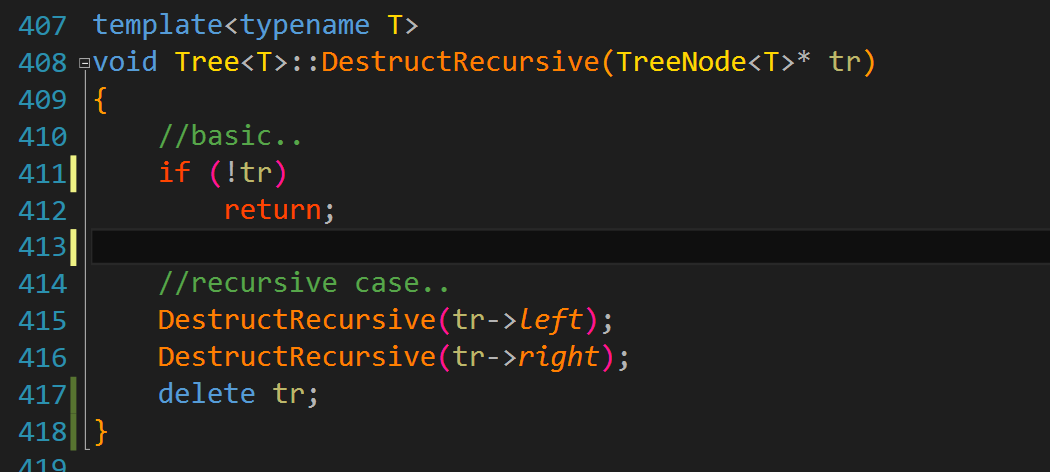 407 template<typename T>
408 void Tree<T>::DestructRecursive(TreeNode<T>* tr)
409 {
410     //basic..
411     if (!tr)
412         return;
413
414     //recursive case..
415     DestructRecursive(tr->left);
416     DestructRecursive(tr->right);
417     delete tr;
418 }
419